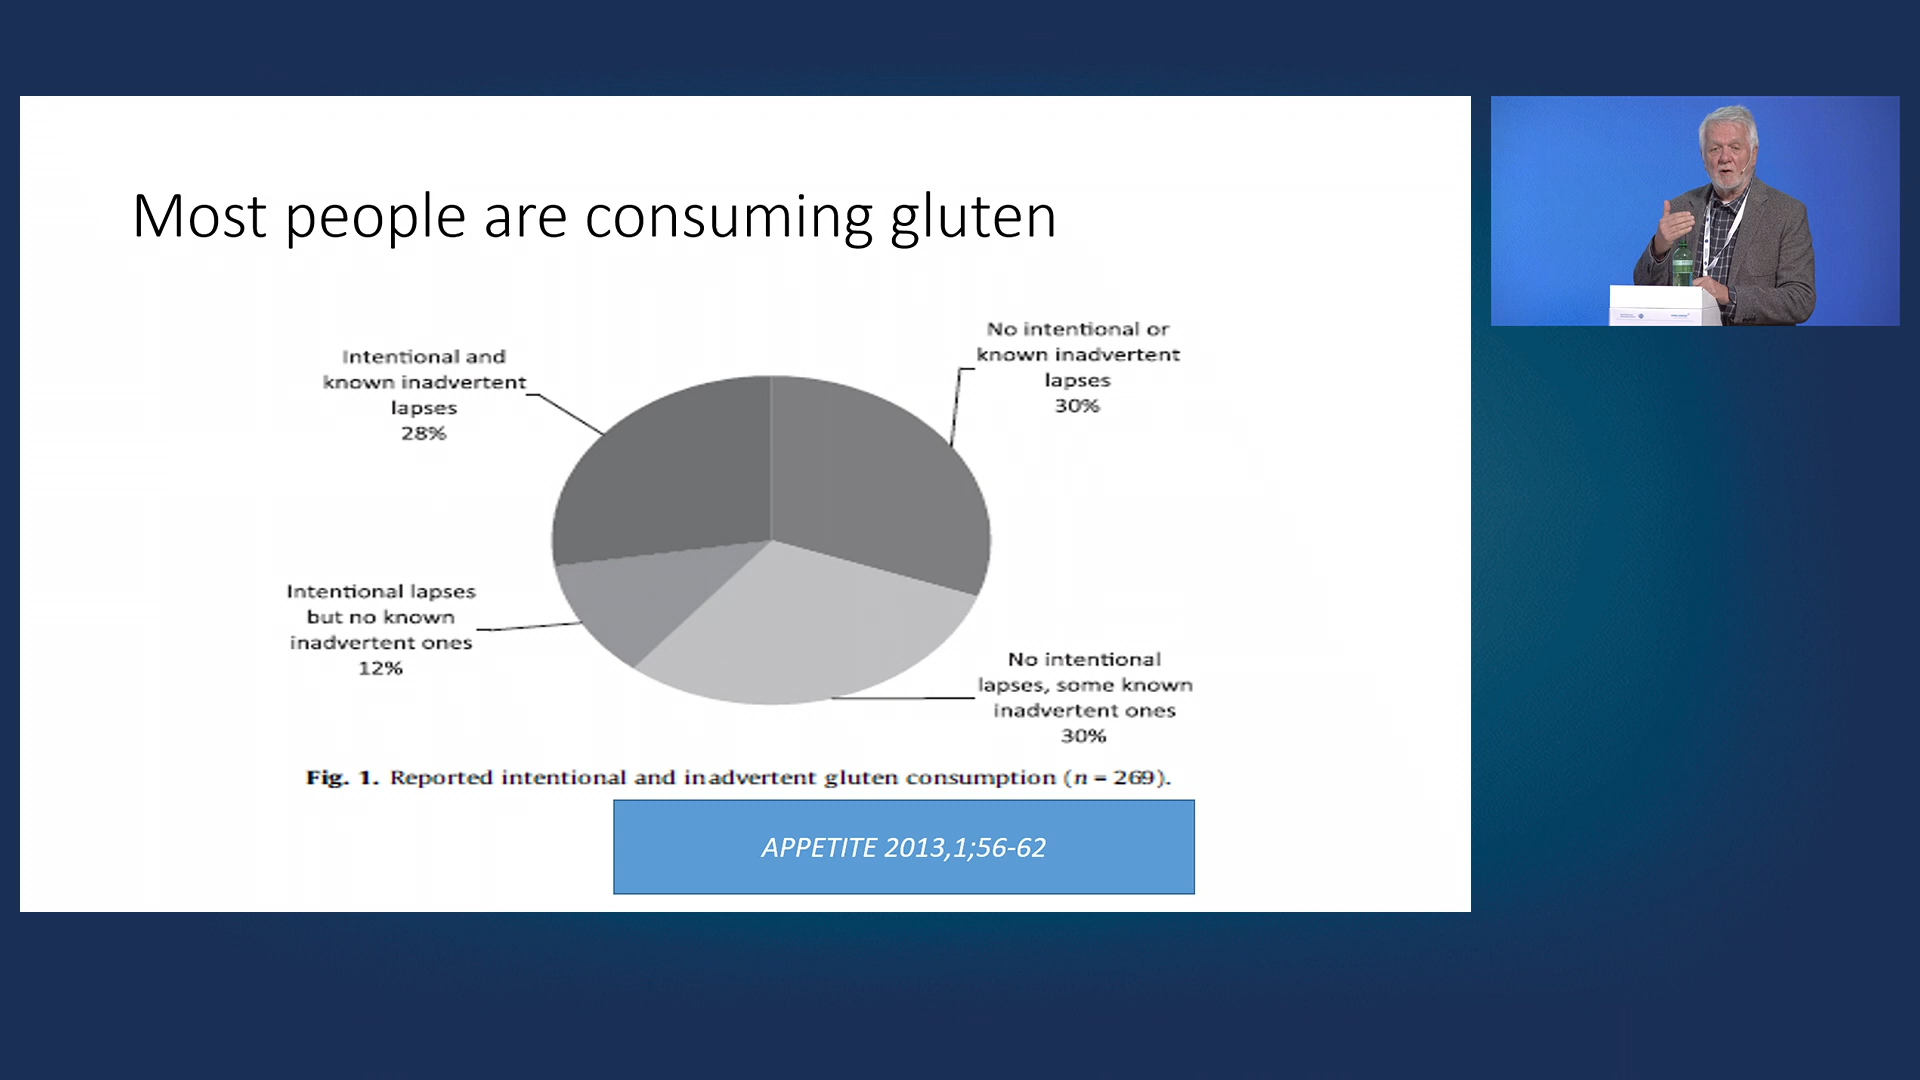 Most people are consuming gluten
Intentional and
known inadvertent
lapses
28%
No intentional or
known inadvertent
lapses
30%
Intentional lapses
but no known
inadvertent ones
12%
No intentional
lapses, some known
inadvertent ones
30%
Fig. 1. Reported intentional and inadvertent gluten consumption (n = 269).
APPETITE 2013,1;56-62